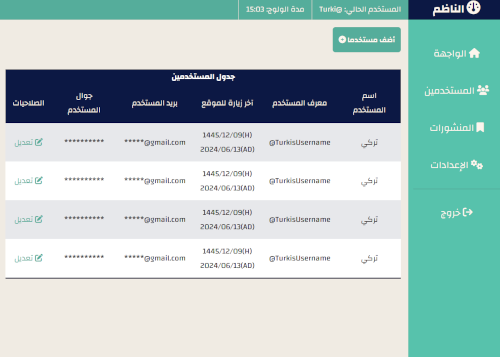 الناظم
المستخدم الحالي: @Turki
مدة الولوج: 15:03
الواجهة
المستخدمين
المنشورات
الإعدادات
خروج
أضف مستخدما
جدول المستخدمين
اسم المستخدم
معرف المستخدم
آخر زيارة للموقع
بريد المستخدم
جوال المستخدم
الصلاحيات
تركي
@TurkisUsername
1445/12/09(H)
2024/06/13(AD)
*****@gmail.com
**********
تعديل
تركي
@TurkisUsername
1445/12/09(H)
2024/06/13(AD)
*****@gmail.com
**********
تعديل
تركي
@TurkisUsername
1445/12/09(H)
2024/06/13(AD)
*****@gmail.com
**********
تعديل
تركي
@TurkisUsername
1445/12/09(H)
2024/06/13(AD)
*****@gmail.com
**********
تعديل